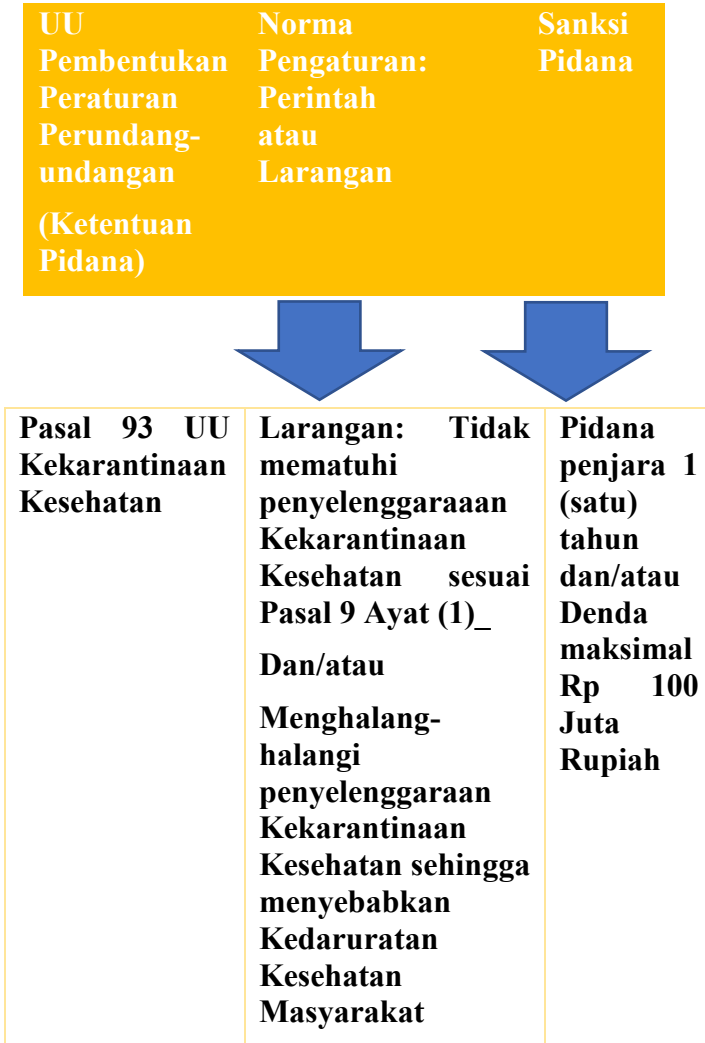 UU
Pembentukan
Peraturan
Perundang-
undangan
(Ketentuan
Pidana)
Norma
Pengaturan:
Perintah
atau
Larangan
Sanksi
Pidana
Pasal 93 UU
Kekarantinaan
Kesehatan
Larangan: Tidak
mematuhi
penyelenggaraaan
Kekarantinaan
Kesehatan sesuai
Pasal 9 Ayat (1)_
Dan/atau
Menghalang-
halangi
penyelenggaraan
Kekarantinaan
Kesehatan sehingga
menyebabkan
Kedaruratan
Kesehatan
Masyarakat
Pidana
penjara 1
(satu)
tahun
dan/atau
Denda
maksimal
Rp 100
Juta
Rupiah